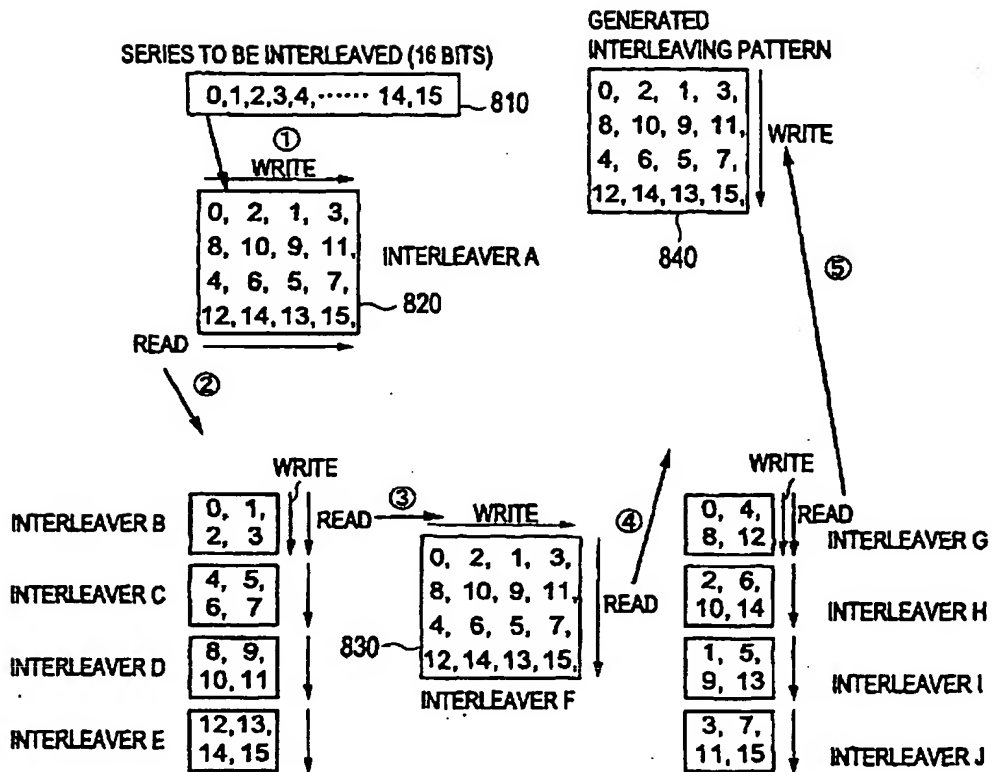 SERIES TO BE INTERLEAVED (16 BITS)
0,1,2,3,4,······ 14,15
810
①
WRITE
0, 2, 1, 3,
8, 10, 9, 11,
4, 6, 5, 7,
12, 14, 13, 15,
INTERLEAVER A
820
READ
②
GENERATED
INTERLEAVING PATTERN
0, 2, 1, 3,
8, 10, 9, 11,
4, 6, 5, 7,
12, 14, 13, 15,
WRITE
840
⑤
WRITE
INTERLEAVER B
0, 1,
2, 3
READ
INTERLEAVER C
4, 5,
6, 7
INTERLEAVER D
8, 9,
10, 11
INTERLEAVER E
12, 13,
14, 15
③
WRITE
0, 2, 1, 3,
8, 10, 9, 11,
4, 6, 5, 7,
12, 14, 13, 15,
READ
830
INTERLEAVER F
④
WRITE
0, 4,
8, 12
READ
INTERLEAVER G
2, 6,
10, 14
INTERLEAVER H
1, 5,
9, 13
INTERLEAVER I
3, 7,
11, 15
INTERLEAVER J